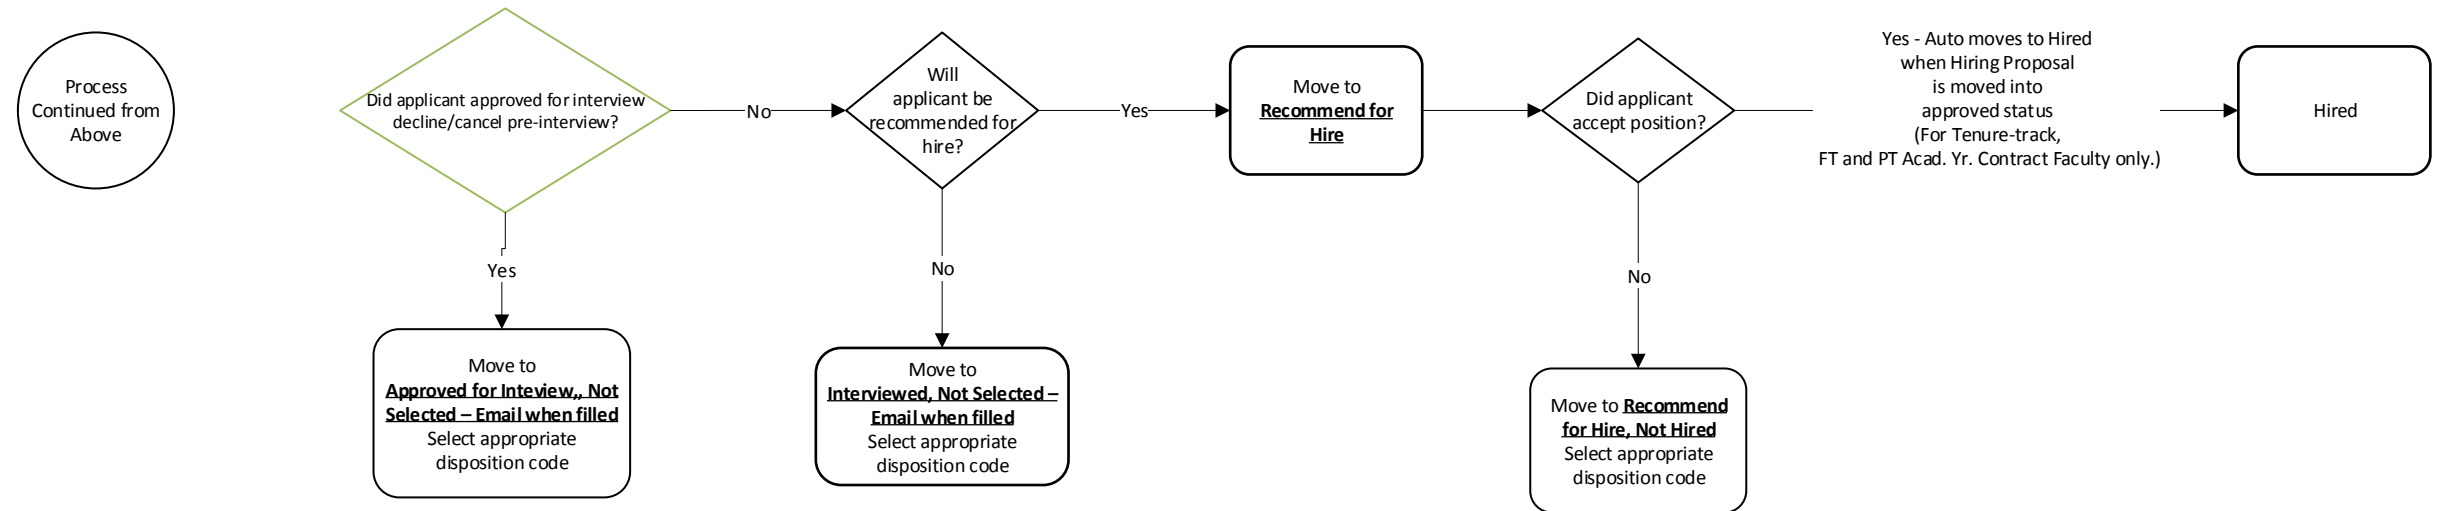 Process
Continued from
Above
Did applicant approved for interview
decline/cancel pre-interview?
No
Will
applicant be
recommended for
hire?
Yes
Move to
Recommend for
Hire
Did applicant
accept position?
Yes - Auto moves to Hired
when Hiring Proposal
is moved into
approved status
(For Tenure-track,
FT and PT Acad. Yr. Contract Faculty only.)
Hired
Yes
No
No
Move to
Approved for Inteview,, Not
Selected – Email when filled
Select appropriate
disposition code
Move to
Interviewed, Not Selected –
Email when filled
Select appropriate
disposition code
Move to Recommend
for Hire, Not Hired
Select appropriate
disposition code